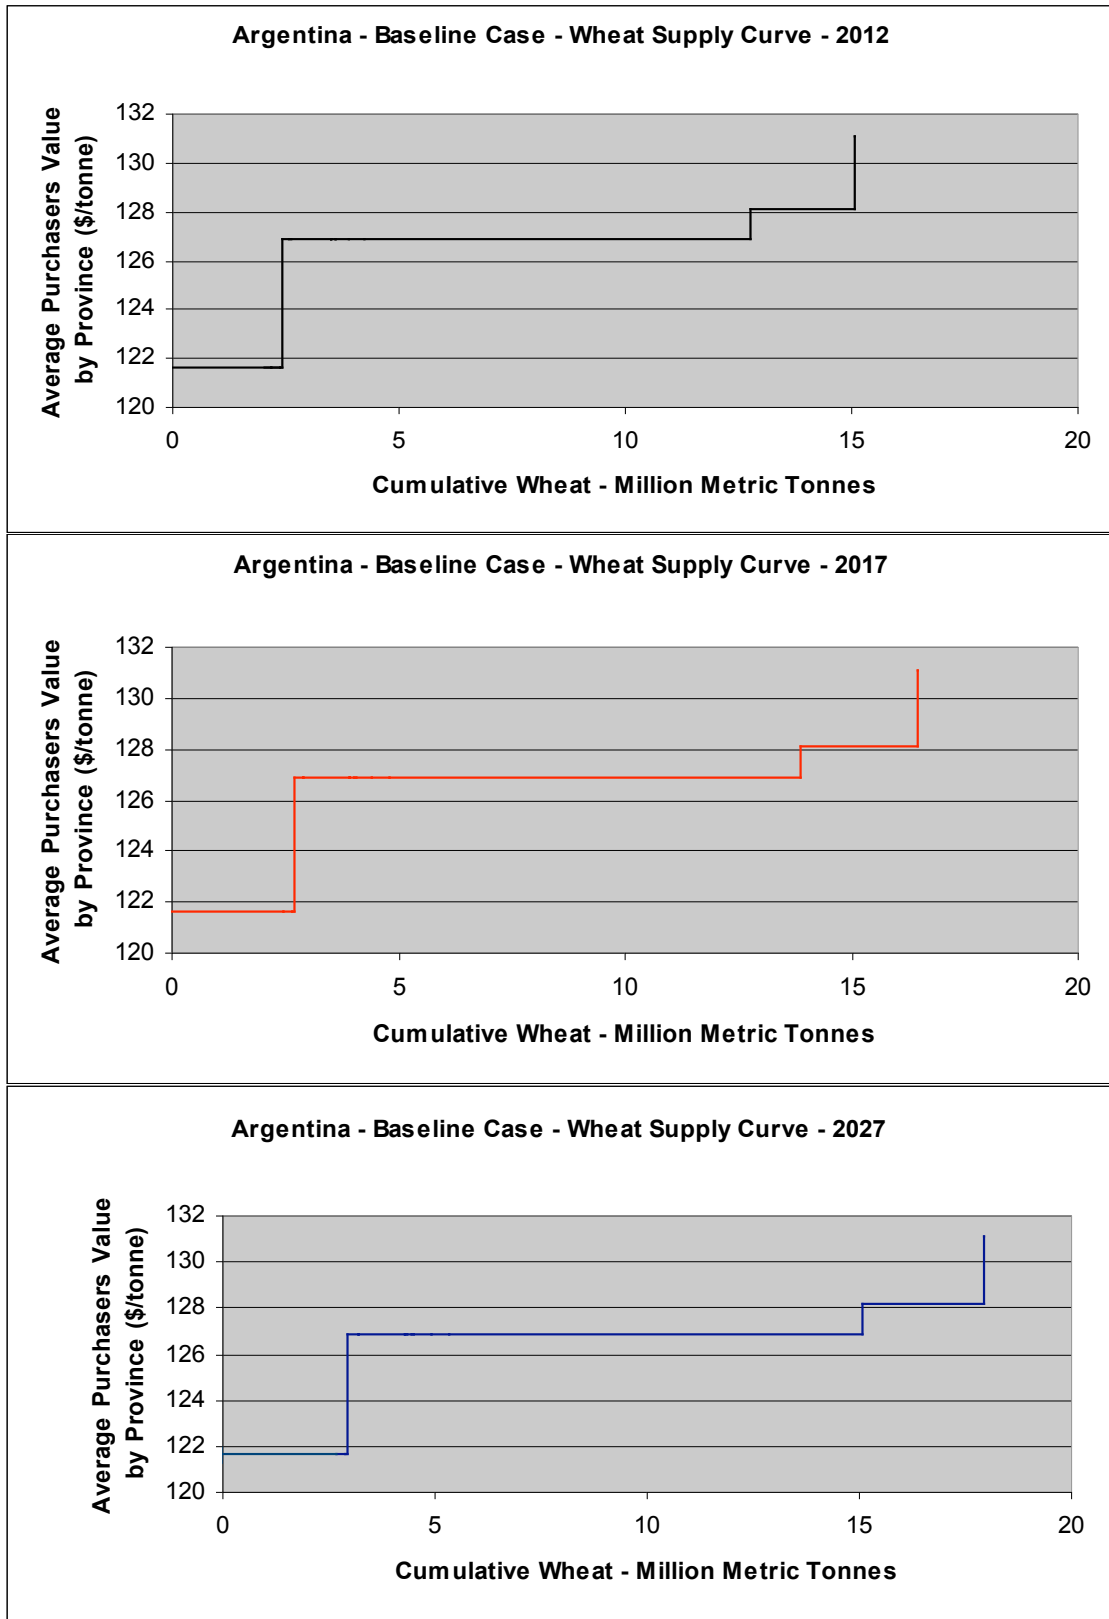 Argentina - Baseline Case - Wheat Supply Curve - 2012
Average Purchasers Value
by Province ($/tonne)
132
130
128
126
124
122
120
0 5 10 15 20
Cumulative Wheat - Million Metric Tonnes
Argentina - Baseline Case - Wheat Supply Curve - 2017
Average Purchasers Value
by Province ($/tonne)
132
130
128
126
124
122
120
0 5 10 15 20
Cumulative Wheat - Million Metric Tonnes
Argentina - Baseline Case - Wheat Supply Curve - 2027
Average Purchasers Value
by Province ($/tonne)
132
130
128
126
124
122
120
0 5 10 15 20
Cumulative Wheat - Million Metric Tonnes